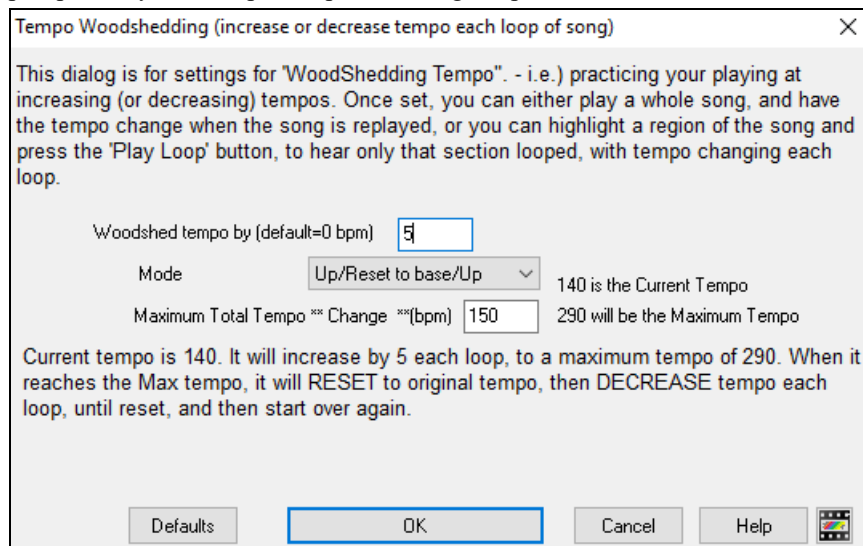 Tempo Woodshedding (increase or decrease tempo each loop of song)
This dialog is for settings for 'WoodShedding Tempo". - i.e.) practicing your playing at
increasing (or decreasing) tempos. Once set, you can either play a whole song, and have
the tempo change when the song is replayed, or you can highlight a region of the song and
press the 'Play Loop' button, to hear only that section looped, with tempo changing each
loop.
Woodshed tempo by (default=0 bpm) 5
Mode Up/Reset to base/Up 140 is the Current Tempo
Maximum Total Tempo ** Change **(bpm) 150 290 will be the Maximum Tempo
Current tempo is 140. It will increase by 5 each loop, to a maximum tempo of 290. When it
reaches the Max tempo, it will RESET to original tempo, then DECREASE tempo each
loop, until reset, and then start over again.
Defaults OK Cancel Help